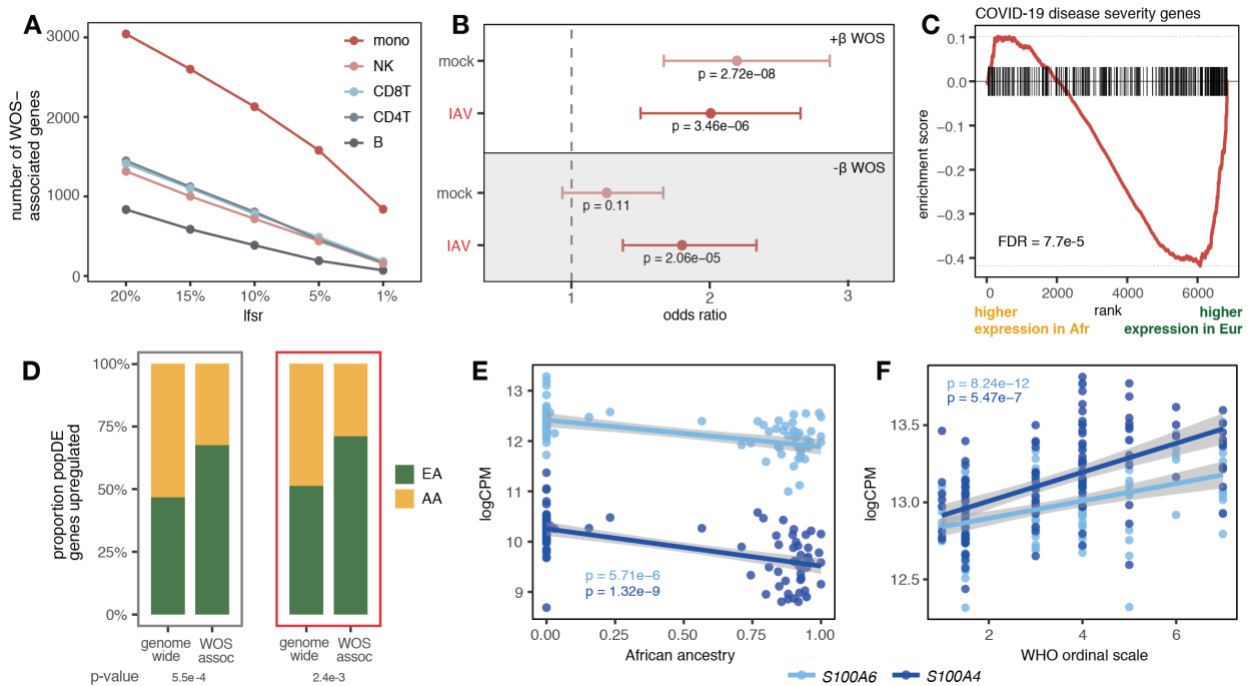 A
number of WOS–
associated genes
3000
2000
1000
0
20%
15%
10%
5%
1%
lfsr
mono
NK
CD8T
CD4T
B
B
+β WOS
mock
p = 2.72e−08
IAV
p = 3.46e−06
-β WOS
mock
p = 0.11
IAV
p = 2.06e−05
1
2
3
odds ratio
C
COVID-19 disease severity genes
enrichment score
0.1
0.0
−0.1
−0.2
−0.3
−0.4
FDR = 7.7e-5
0
2000
4000
6000
rank
higher
expression in Afr
higher
expression in Eur
D
proportion popDE
genes upregulated
100%
75%
50%
25%
0%
genome
wide
WOS
assoc
genome
wide
WOS
assoc
p-value
5.5e-4
2.4e-3
EA
AA
E
logCPM
13
12
11
10
9
p = 5.71e−6
p = 1.32e−9
0.00
0.25
0.50
0.75
1.00
African ancestry
F
logCPM
13.5
13.0
12.5
p = 8.24e−12
p = 5.47e−7
2
4
6
WHO ordinal scale
S100A6
S100A4